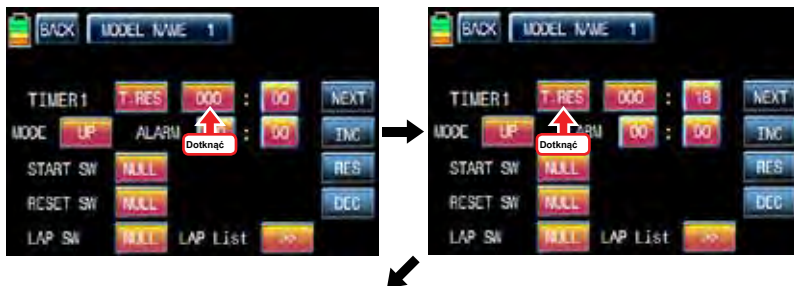 BACK MODEL NAME 1
TIMER1 T-RES 000 : 00 NEXT
MODE UP ALARM : 00 INC
Dotknąć
START SW NULL RES
RESET SW NULL DEC
LAP SW NULL LAP List >>
BACK MODEL NAME 1
TIMER1 T-RES 000 : 18 NEXT
MODE UP 00 : 00 INC
Dotknąć
START SW NULL RES
RESET SW NULL DEC
LAP SW NULL LAP List >>